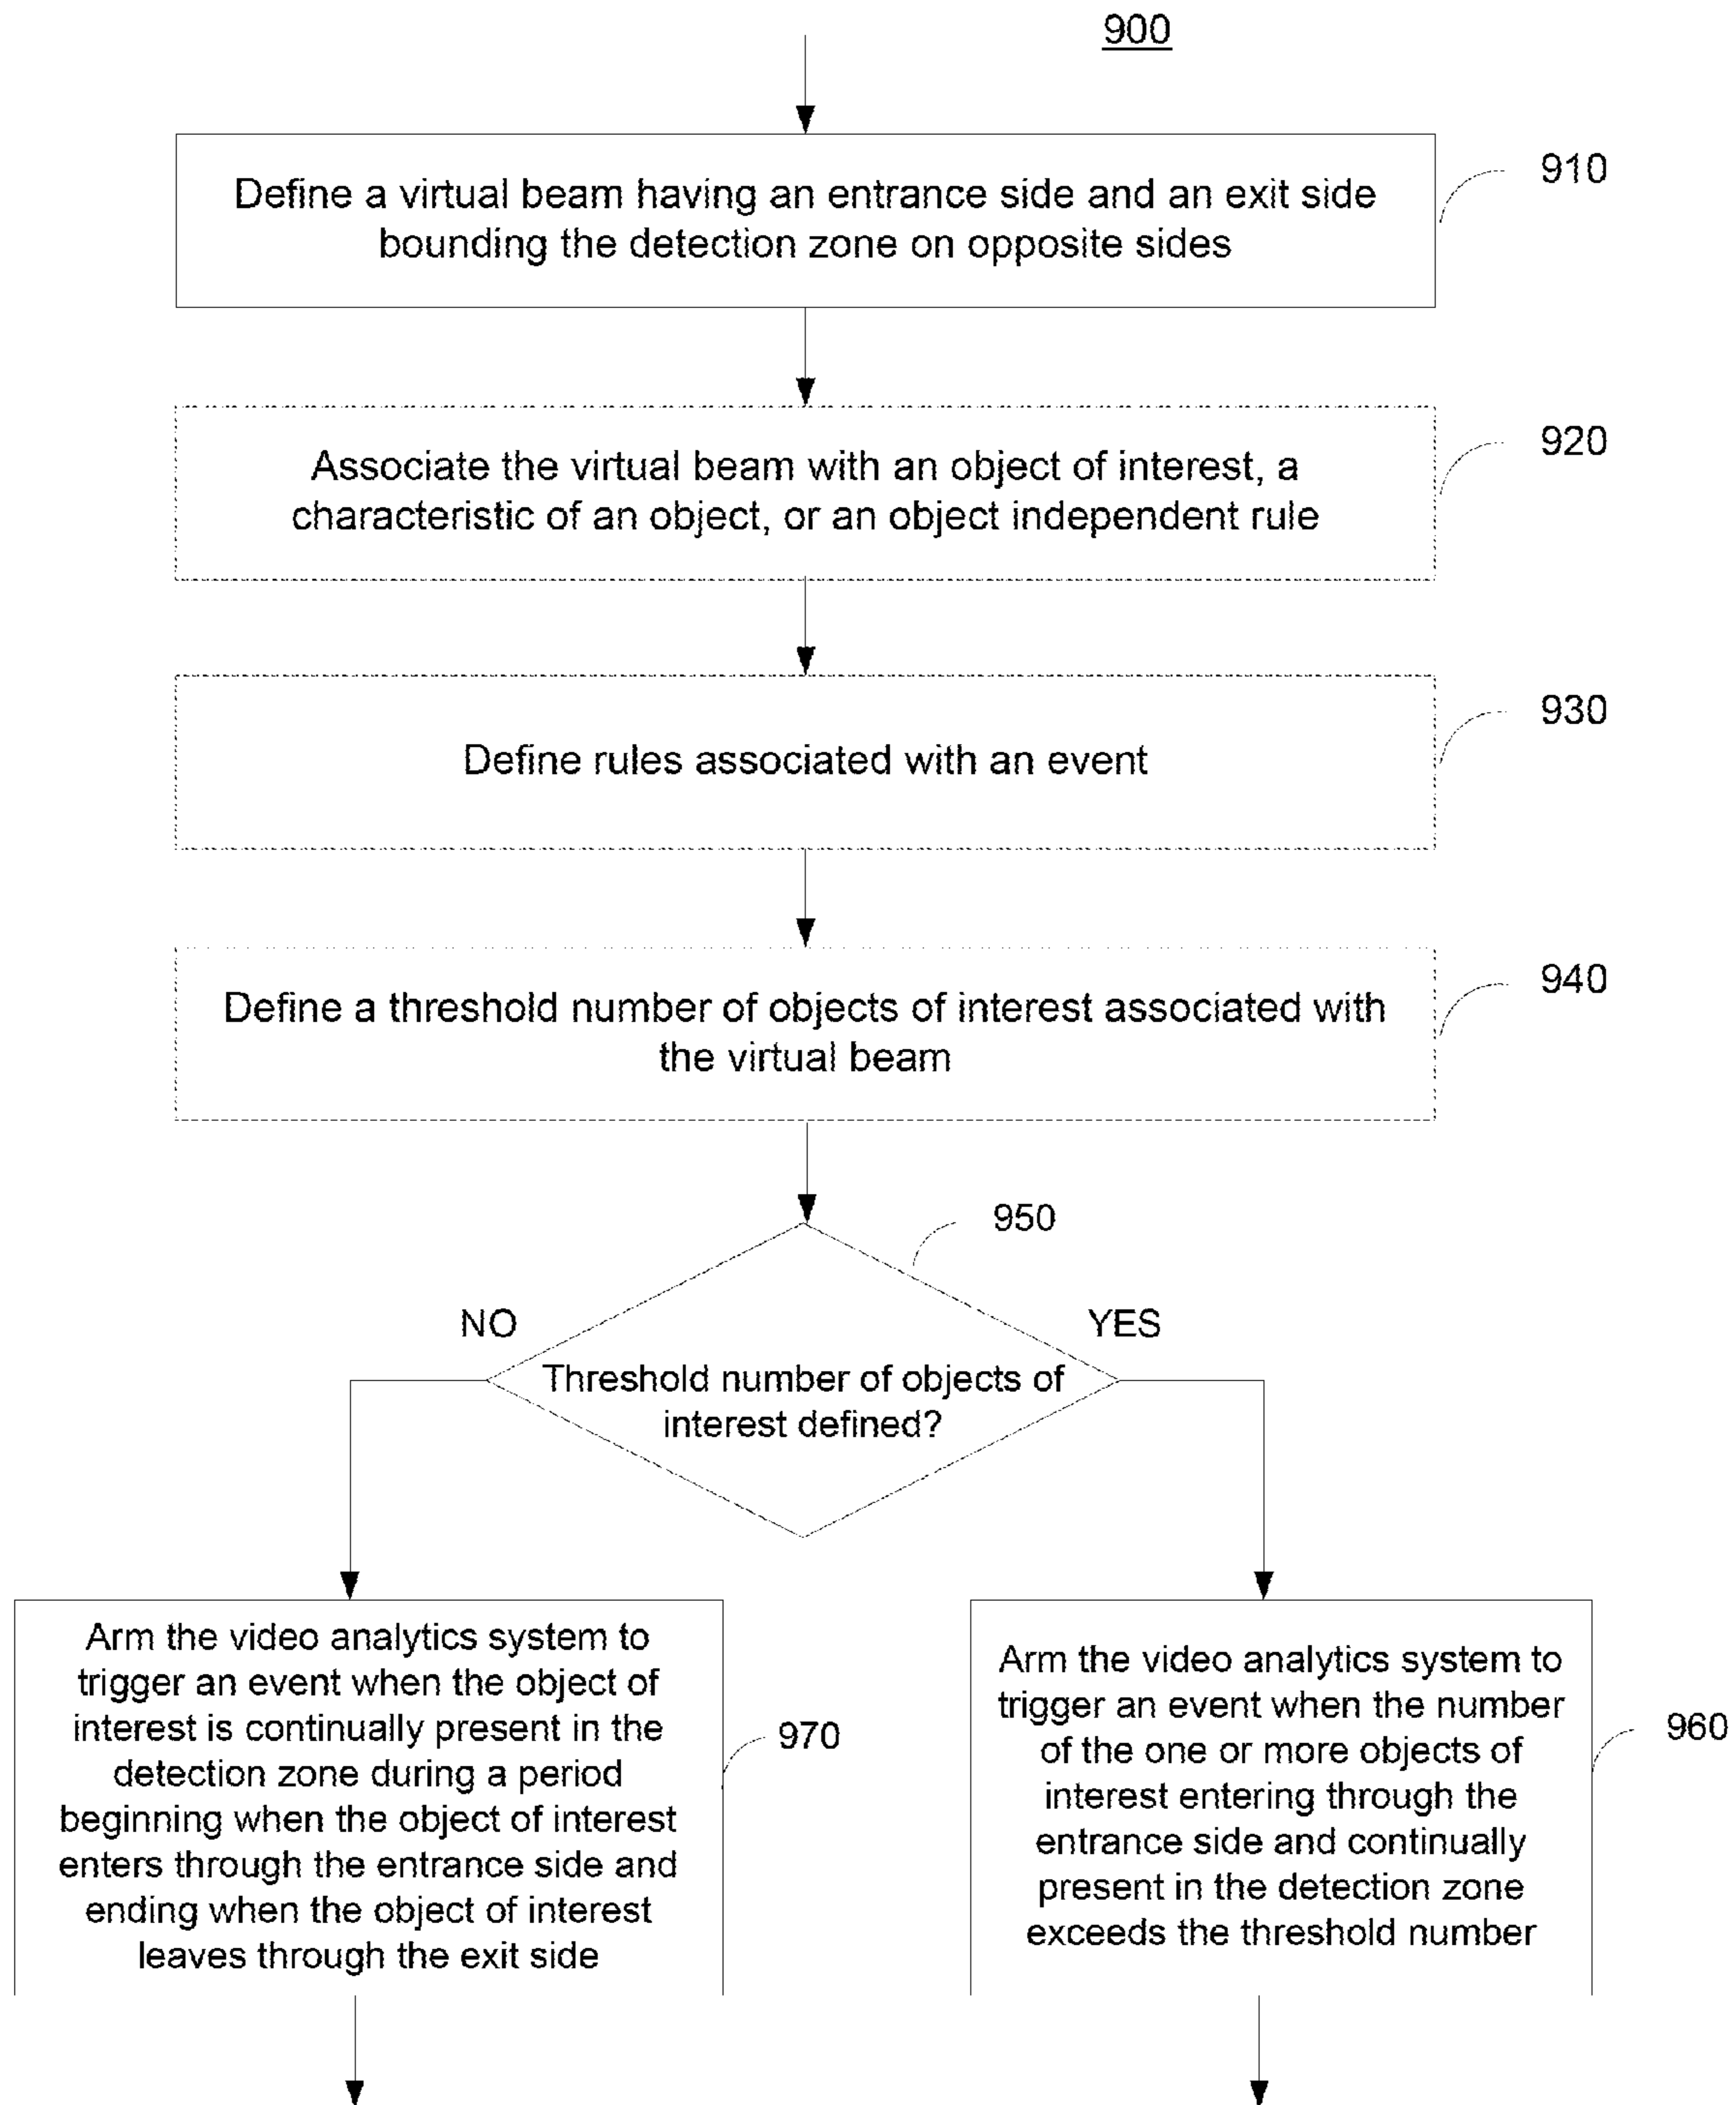 900
Define a virtual beam having an entrance side and an exit side
bounding the detection zone on opposite sides
910
Associate the virtual beam with an object of interest, a
characteristic of an object, or an object independent rule
920
Define rules associated with an event
930
Define a threshold number of objects of interest associated with
the virtual beam
940
950
NO
YES
Threshold number of objects of
interest defined?
Arm the video analytics system to
trigger an event when the object of
interest is continually present in the
detection zone during a period
beginning when the object of interest
enters through the entrance side and
ending when the object of interest
leaves through the exit side
970
Arm the video analytics system to
trigger an event when the number
of the one or more objects of
interest entering through the
entrance side and continually
present in the detection zone
exceeds the threshold number
960